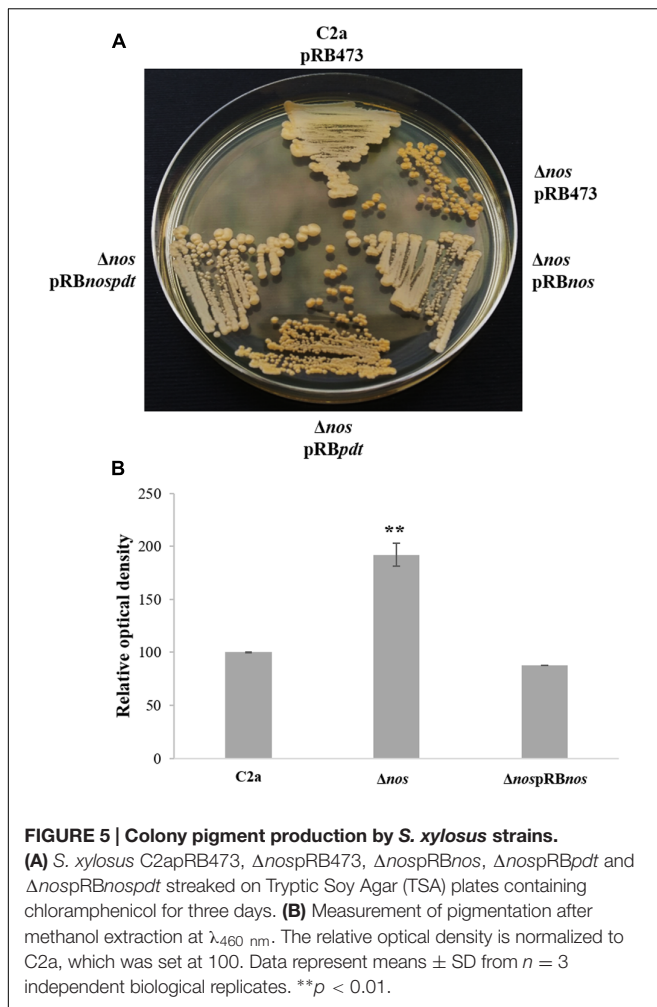 A
C2a
pRB473
Δnos
pRB473
Δnos
pRBnospdt
Δnos
pRBnos
Δnos
pRBpdt
B
Relative optical density
250
200
150
100
50
0
**
C2a
Δnos
ΔnospRBnos
FIGURE 5 | Colony pigment production by S. xylosus strains.
(A) S. xylosus C2apRB473, ΔnospRB473, ΔnospRBnos, ΔnospRBpdt and
ΔnospRBnospdt streaked on Tryptic Soy Agar (TSA) plates containing
chloramphenicol for three days. (B) Measurement of pigmentation after
methanol extraction at λ460 nm. The relative optical density is normalized to
C2a, which was set at 100. Data represent means ± SD from n = 3
independent biological replicates. **p < 0.01.